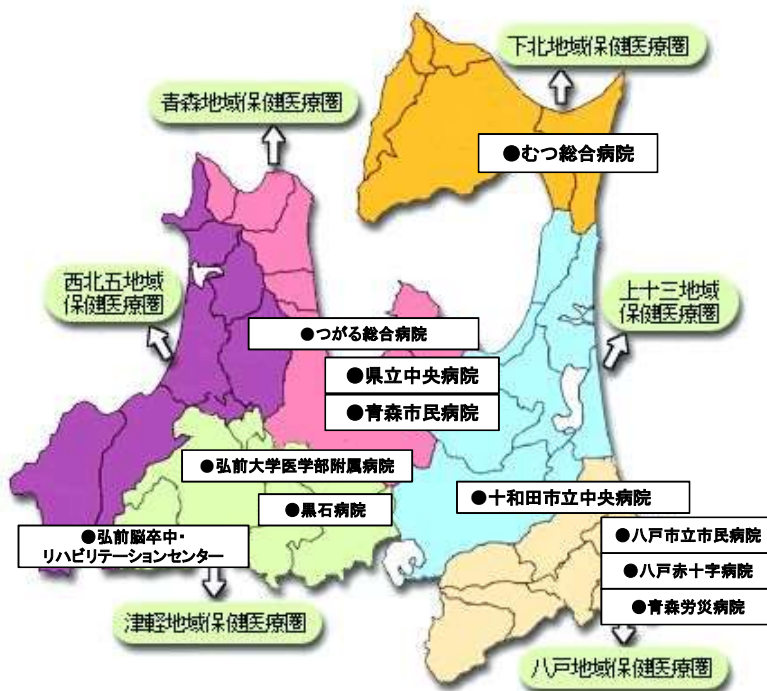 下北地域保健医療圏
青森地域保健医療圏
●むつ総合病院
西北五地域
保健医療圏
上十三地域
保健医療圏
●つがる総合病院
●県立中央病院
●青森市民病院
●弘前大学医学部附属病院
●十和田市立中央病院
●黒石病院
●弘前脳卒中・
リハビリテーションセンター
●八戸市立市民病院
●八戸赤十字病院
●青森労災病院
津軽地域保健医療圏
八戸地域保健医療圏